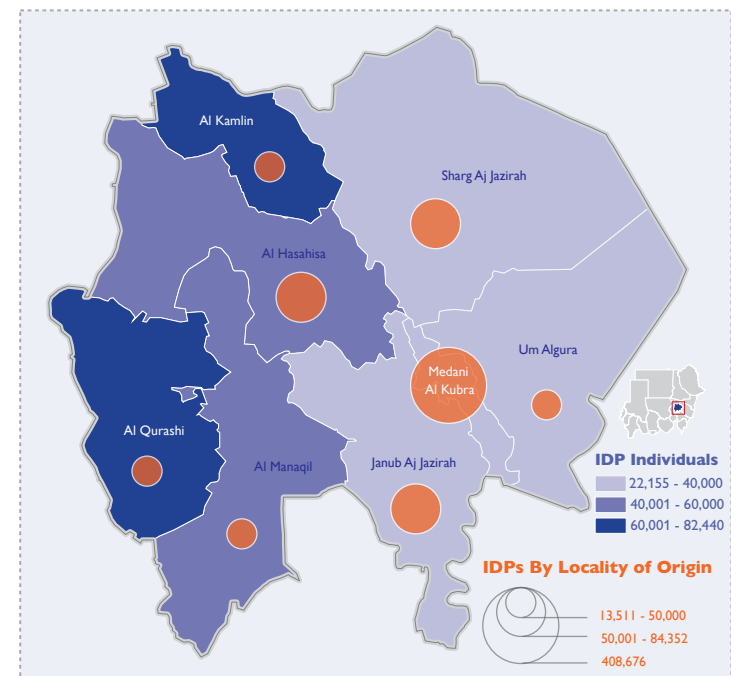 Al Kamlin
Sharg Aj Jazirah
Al Hasahisa
Um Algura
Medani
Al Kubra
Al Qurashi
Al Manaqil
Janub Aj Jazirah
IDP Individuals
22,155 - 40,000
40,001 - 60,000
60,001 - 82,440
IDPs By Locality of Origin
13,511 - 50,000
50,001 - 84,352
408,676